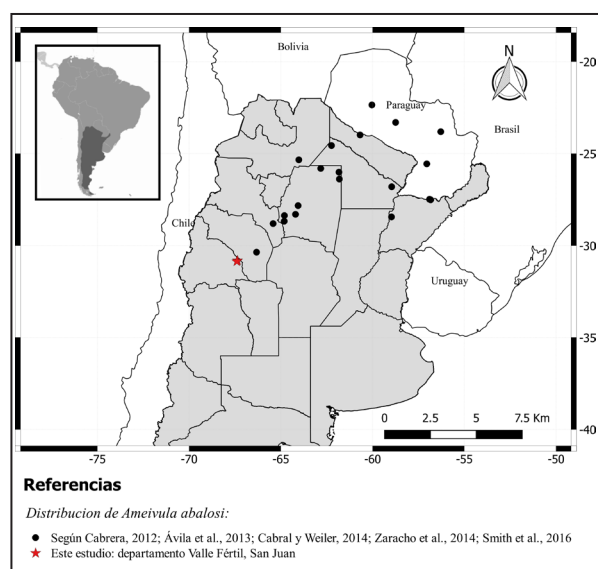 Bolivia
N
-20
Paraguay
Brasil
-25
Chile
-30
Uruguay
-35
0 2.5 5 7.5 Km
-40
-75 -70 -65 -60 -55 -50
Referencias
Distribucion de Ameivula abalosi:
Según Cabrera, 2012; Ávila et al., 2013; Cabral y Weiler, 2014; Zaracho et al., 2014; Smith et al., 2016
Este estudio: departamento Valle Fértil, San Juan